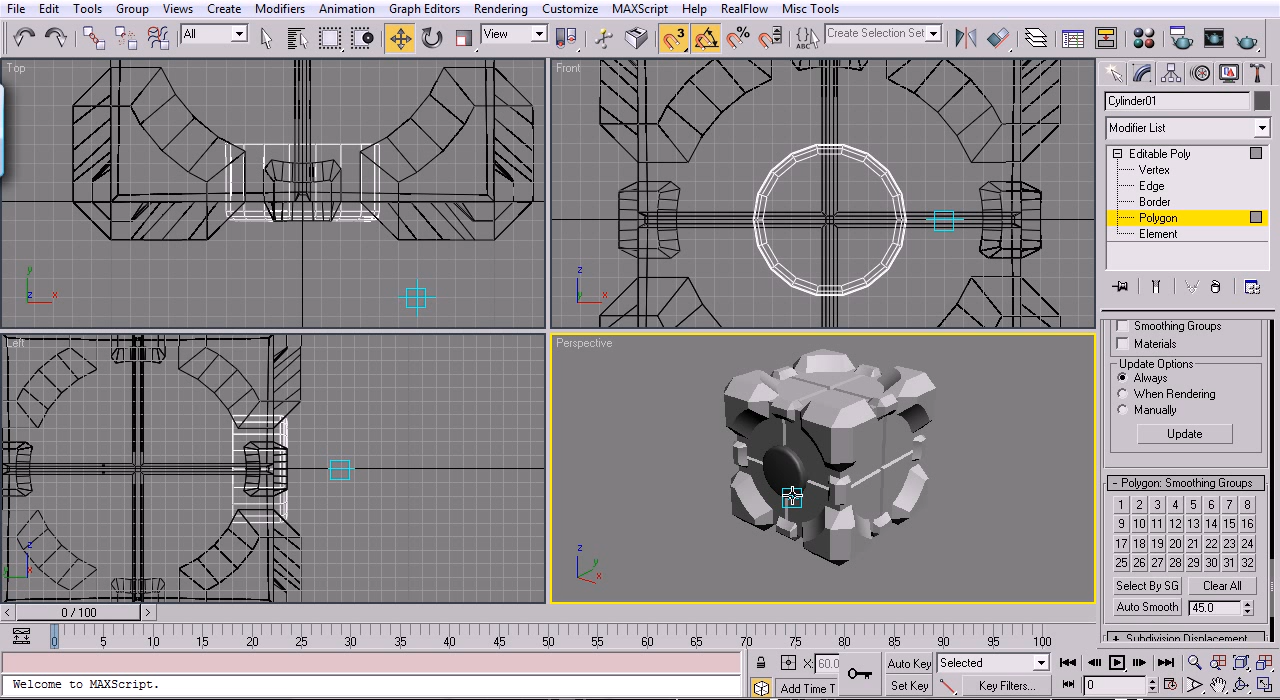 File Edit Tools Group Views Create Modifiers Animation Graph Editors Rendering Customize MAXScript Help RealFlow Misc Tools
All View 3 % {} ABC Create Selection Set
Top
y
z x
Front
z
y x
Left
z
y x
Perspective
z
y
x
Cylinder01
Modifier List
Editable Poly
Vertex
Edge
Border
Polygon
Element
Smoothing Groups
Materials
Update Options
Always
When Rendering
Manually
Update
- Polygon: Smoothing Groups
1 2 3 4 5 6 7 8
9 10 11 12 13 14 15 16
17 18 19 20 21 22 23 24
25 26 27 28 29 30 31 32
Select By SG Clear All
Auto Smooth 45.0
+ Subdivision Displacement
< 0 / 100 >
0 5 10 15 20 25 30 35 40 45 50 55 60 65 70 75 80 85 90 95 100
X: 60.0 Auto Key Selected
Welcome to MAXScript. Add Time T Set Key Key Filters... 0